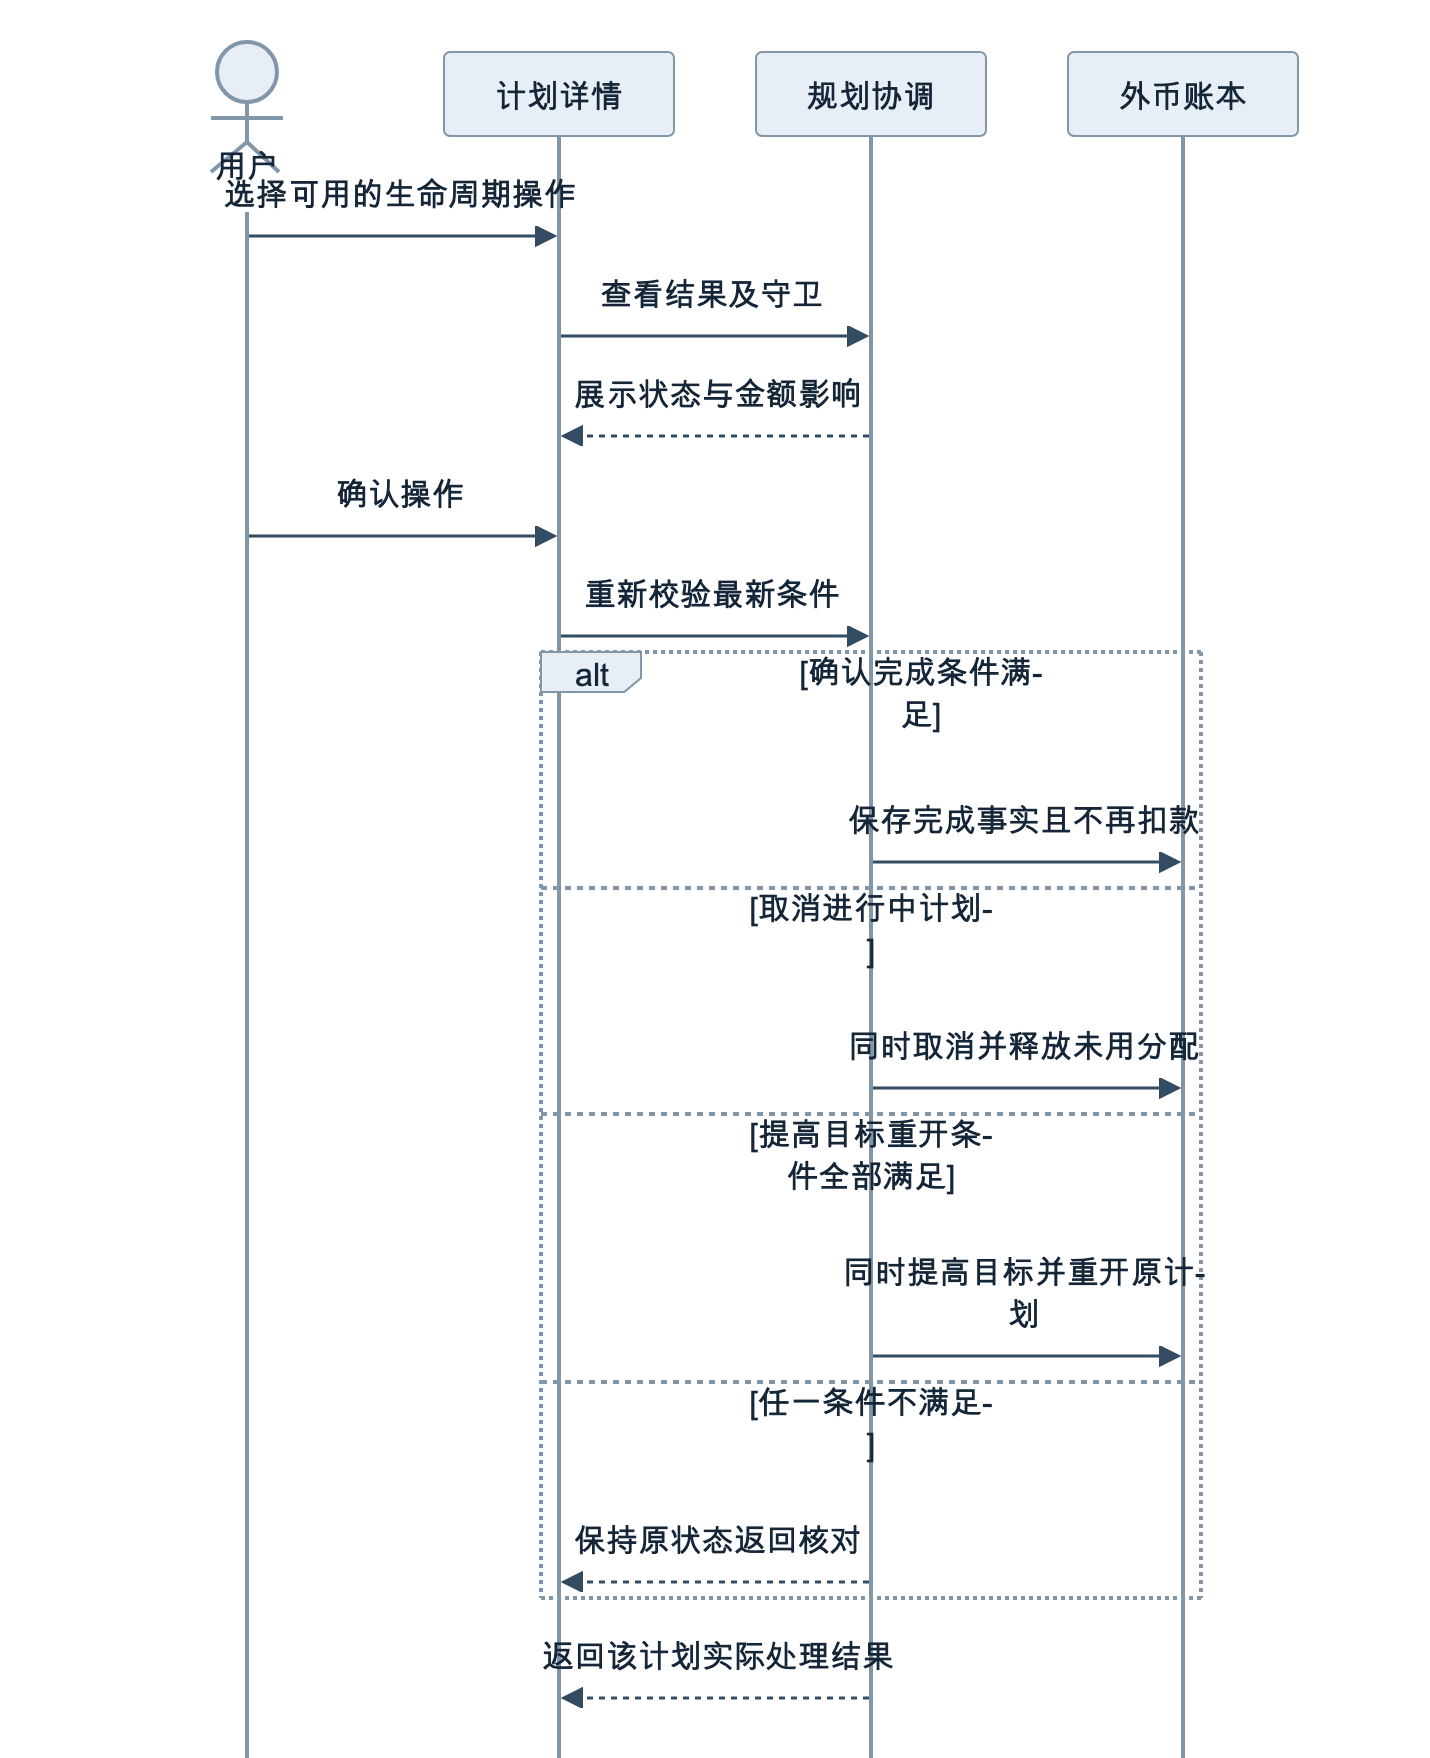 计划详情
规划协调
外币账本
用户
选择可用的生命周期操作
查看结果及守卫
展示状态与金额影响
确认操作
重新校验最新条件
alt
[确认完成条件满-
足]
保存完成事实且不再扣款
[取消进行中计划-
]
同时取消并释放未用分配
[提高目标重开条-
件全部满足]
同时提高目标并重开原计-
划
[任一条件不满足-
]
保持原状态返回核对
返回该计划实际处理结果